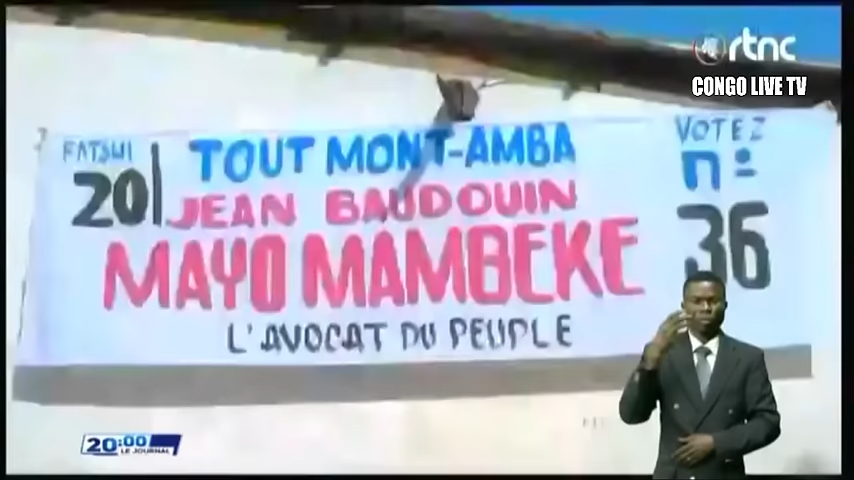 rtnc
CONGO LIVE TV
FATSHI
20
TOUT MONT-AMBA
JEAN BAUDOUIN
MAYO MAMBEKE
L'AVOCAT DU PEUPLE
VOTEZ
n°
36
20:00
LE JOURNAL